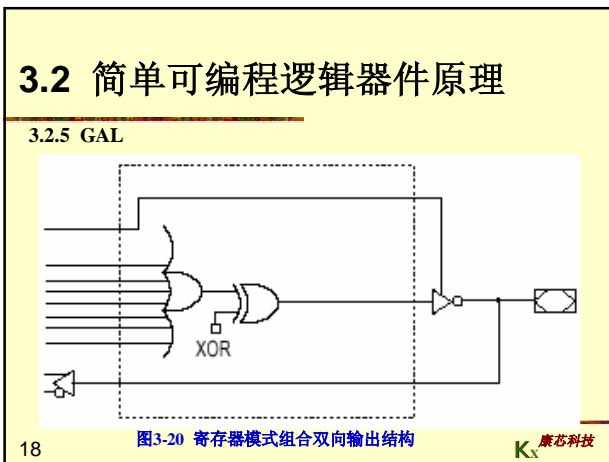 3.2 简单可编程逻辑器件原理
3.2.5 GAL
XOR
图3-20 寄存器模式组合双向输出结构
18
KX 康芯科技